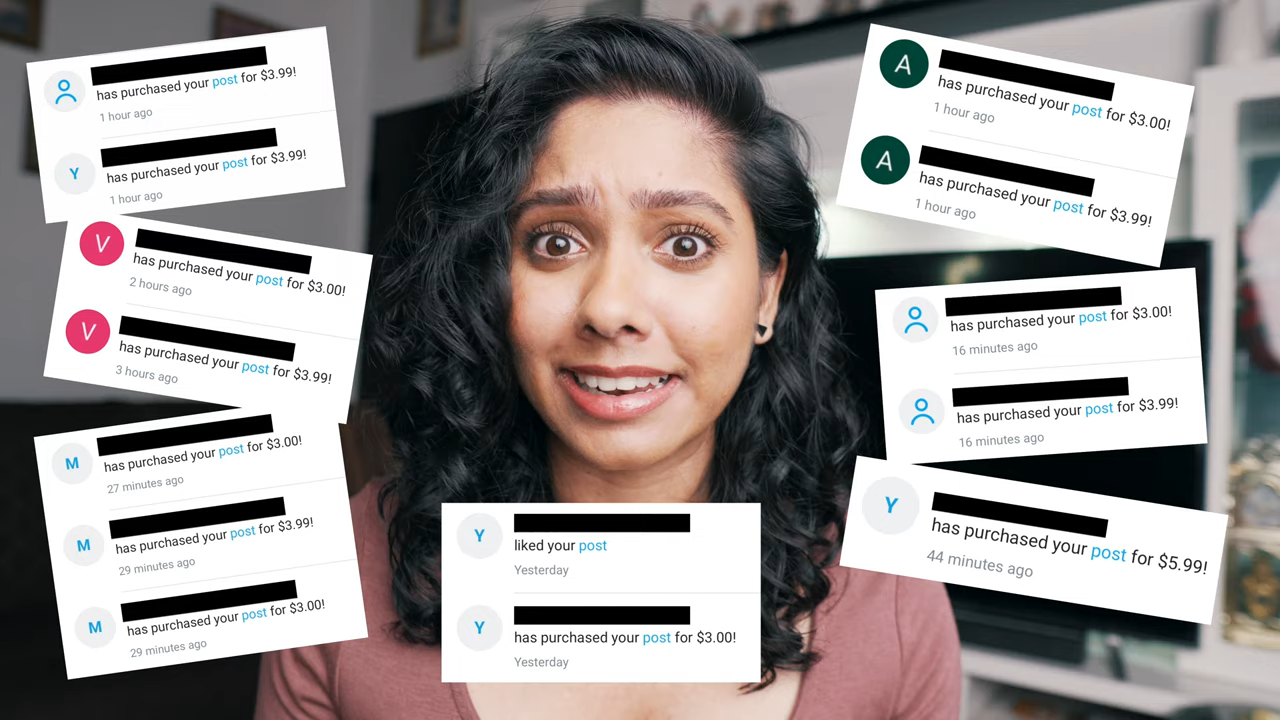 has purchased your post for $3.99!
1 hour ago
Y
has purchased your post for $3.99!
1 hour ago
V
has purchased your post for $3.00!
2 hours ago
V
has purchased your post for $3.99!
3 hours ago
M
has purchased your post for $3.00!
27 minutes ago
M
has purchased your post for $3.99!
29 minutes ago
M
has purchased your post for $3.00!
29 minutes ago
Y
liked your post
Yesterday
Y
has purchased your post for $3.00!
Yesterday
A
has purchased your post for $3.00!
1 hour ago
A
has purchased your post for $3.99!
1 hour ago
has purchased your post for $3.00!
16 minutes ago
has purchased your post for $3.99!
16 minutes ago
Y
has purchased your post for $5.99!
44 minutes ago